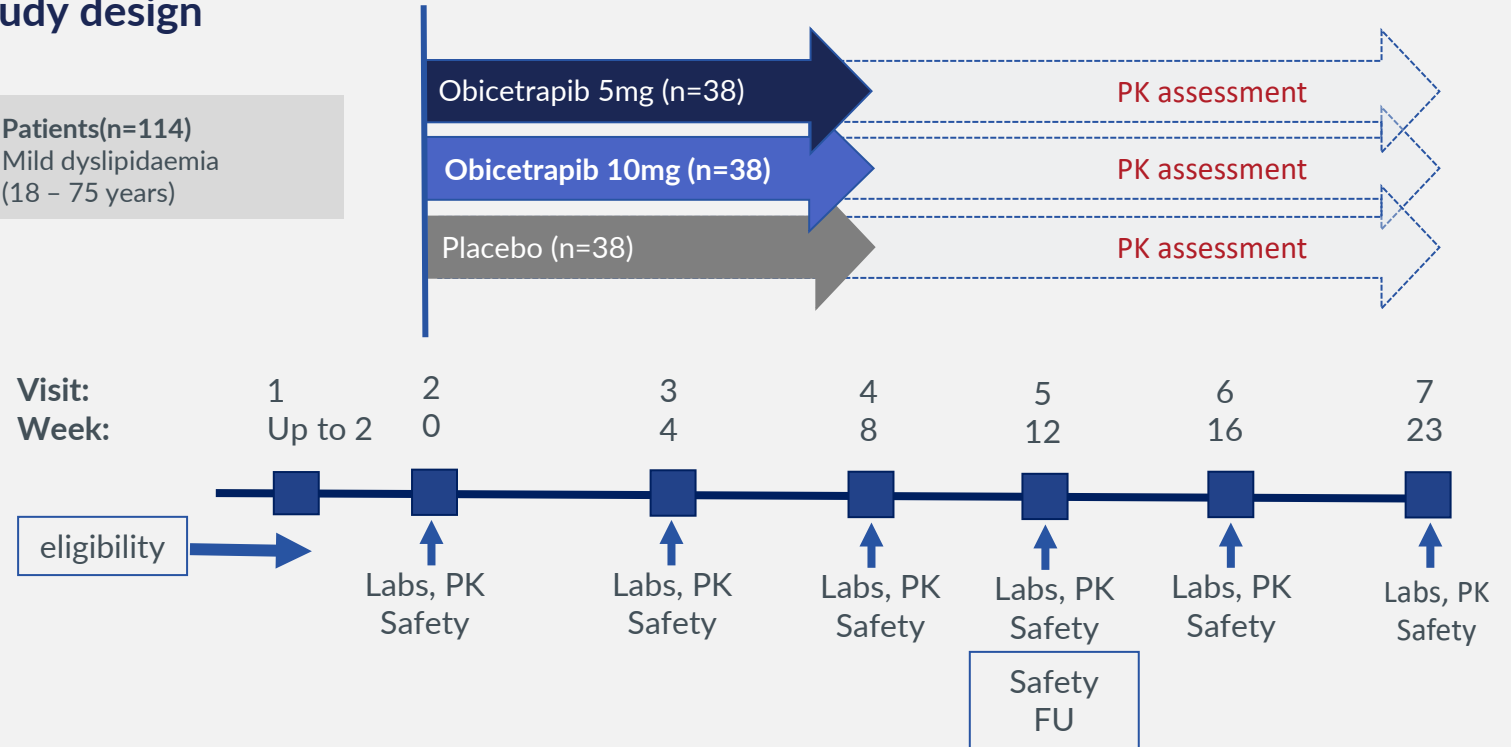 udy design
Patients(n=114)
Mild dyslipidaemia
(18 – 75 years)
Obicetrapib 5mg (n=38)
PK assessment
Obicetrapib 10mg (n=38)
PK assessment
Placebo (n=38)
PK assessment
Visit: 1 2 3 4 5 6 7
Week: Up to 2 0 4 8 12 16 23
eligibility
Labs, PK
Safety
Labs, PK
Safety
Labs, PK
Safety
Labs, PK
Safety
Safety
FU
Labs, PK
Safety
Labs, PK
Safety